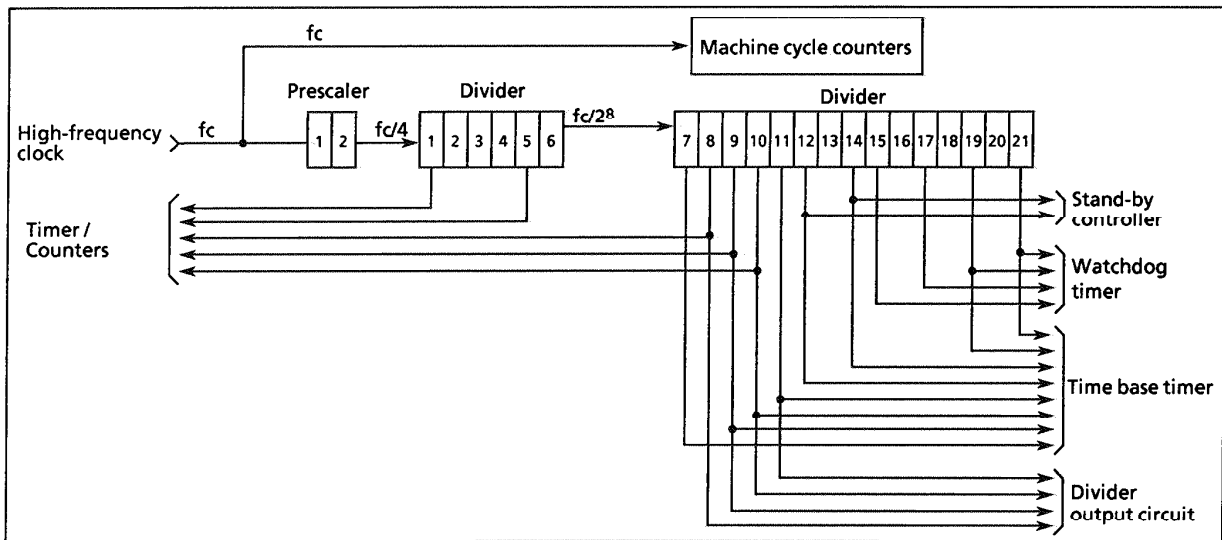 fc
Machine cycle counters
Prescaler
Divider
Divider
High-frequency
clock
fc
1 2
fc/4
1 2 3 4 5 6
fc/2⁸
7 8 9 10 11 12 13 14 15 16 17 18 19 20 21
Timer /
Counters
Stand-by
controller
Watchdog
timer
Time base timer
Divider
output circuit